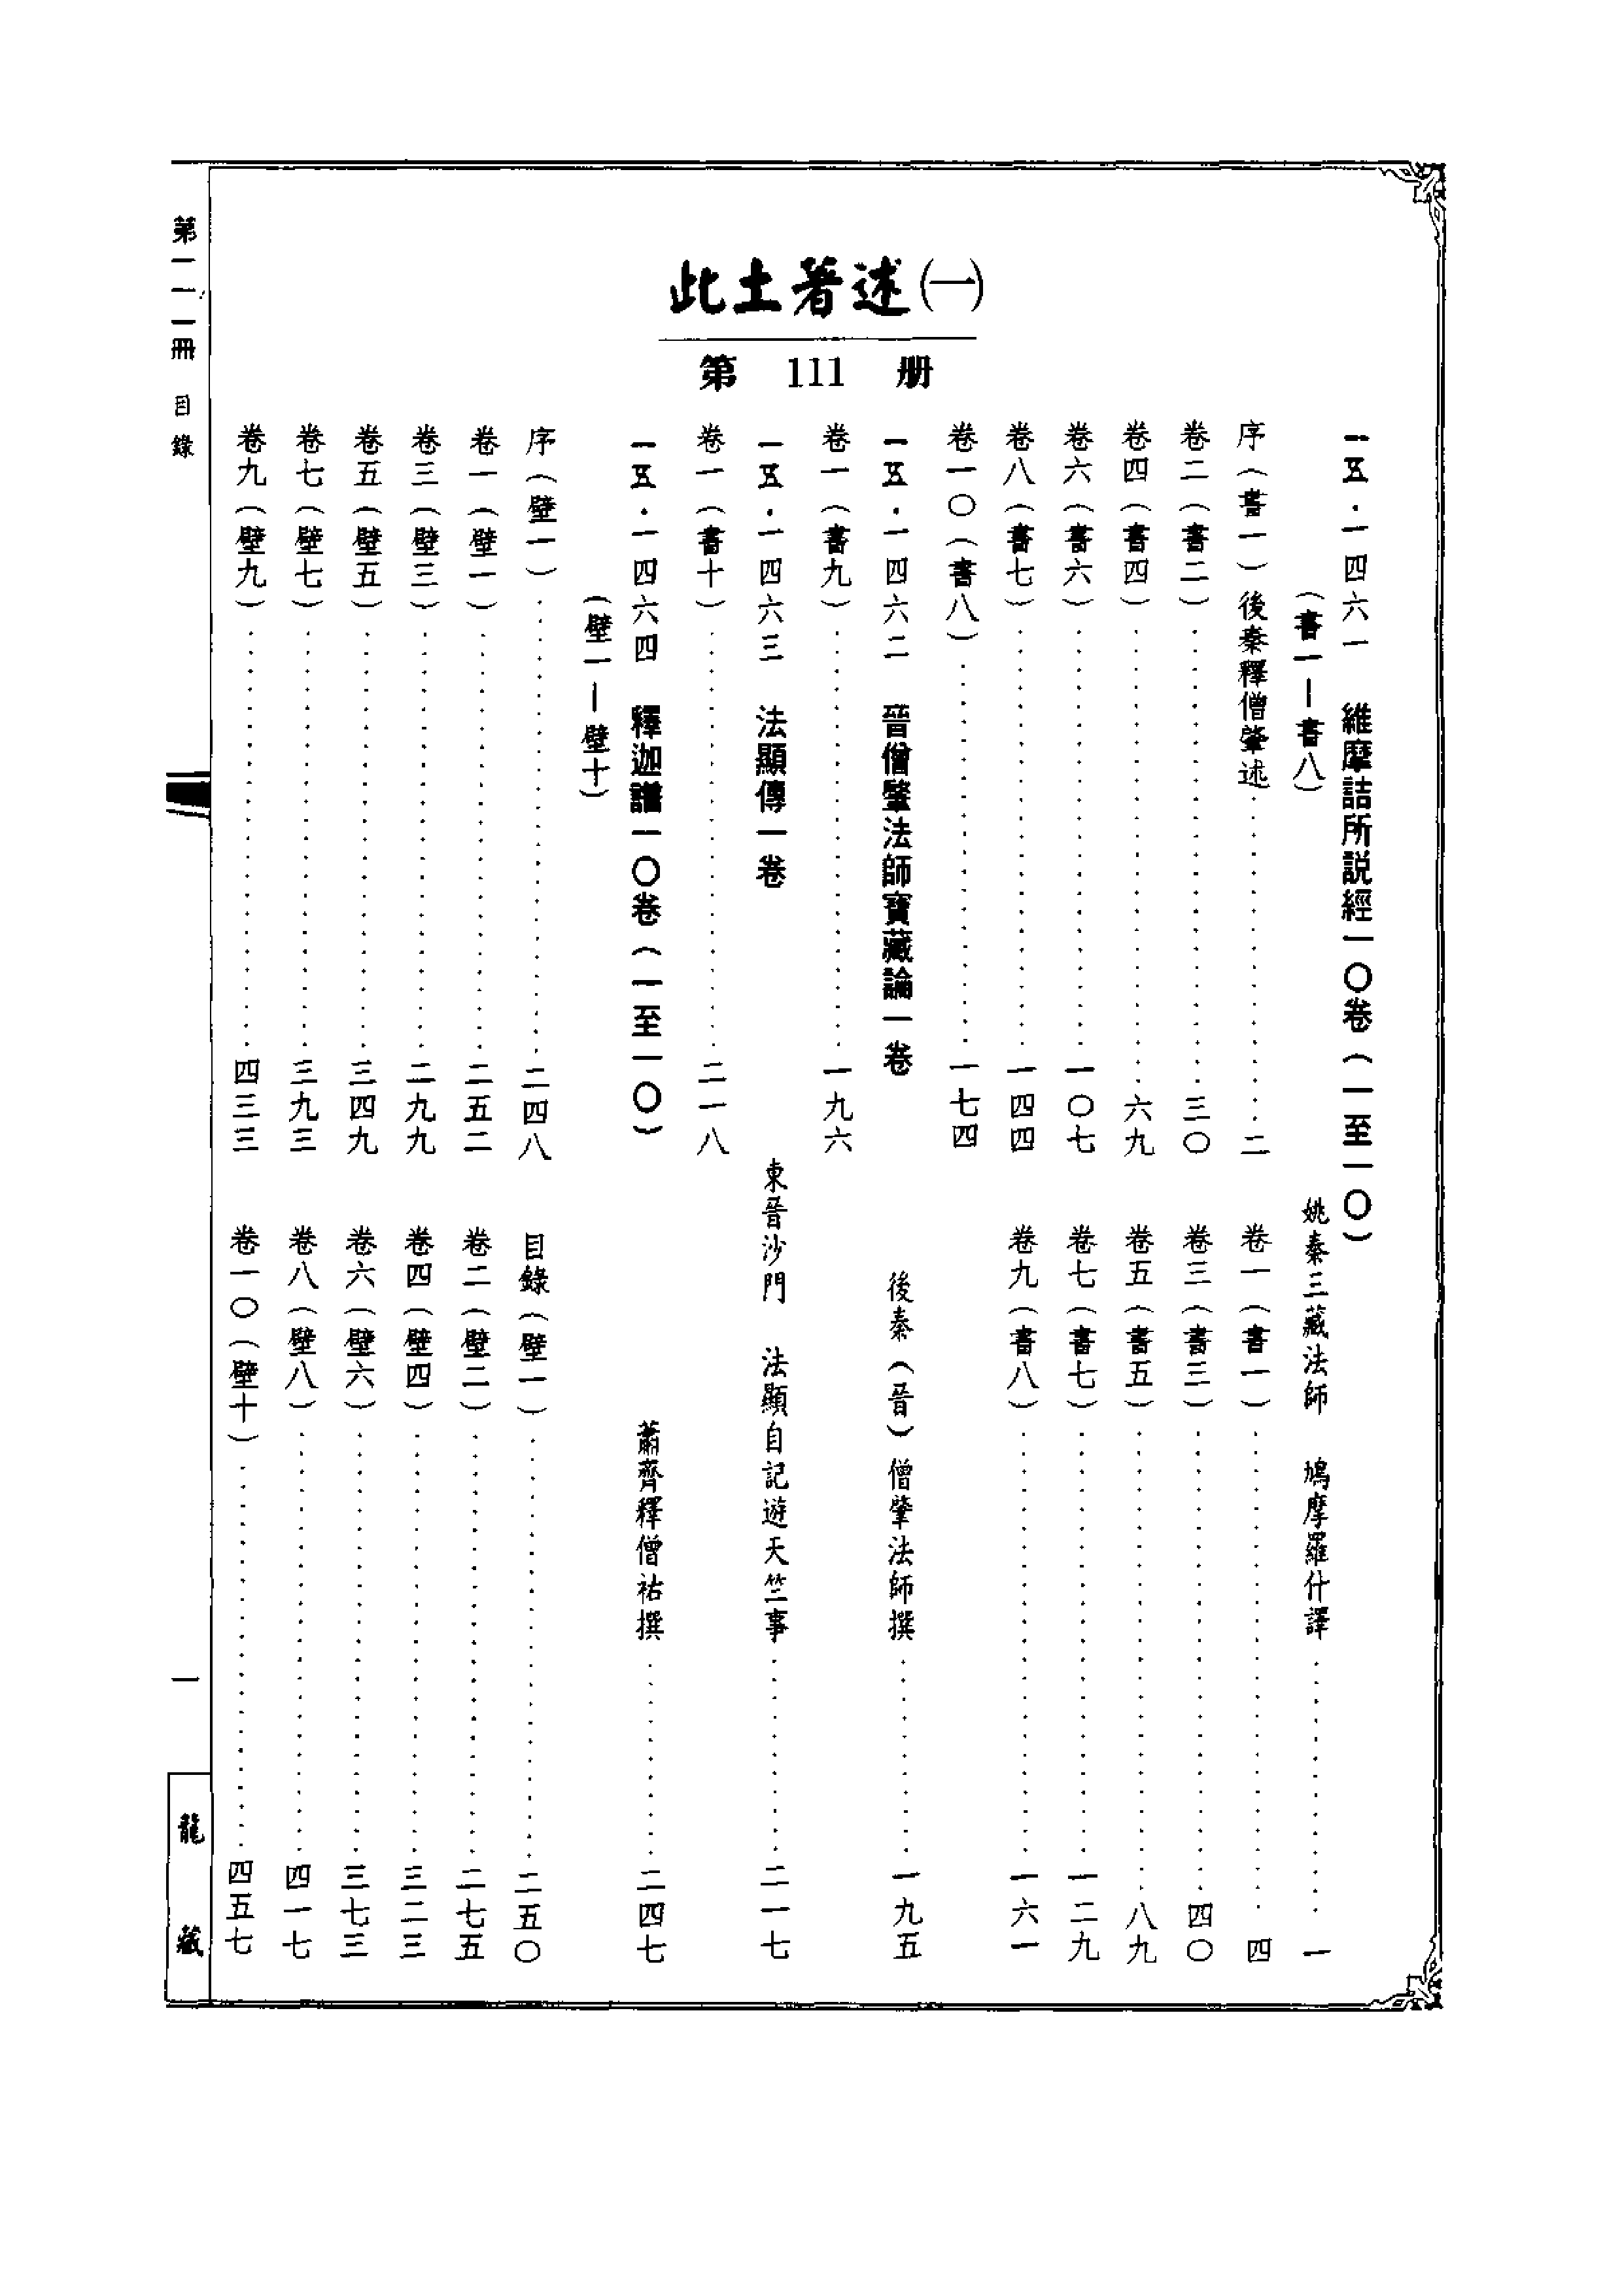 此土著述㈠
第 111 册
一五·一四六一 維摩詰所説經一〇卷（一至一〇）
（書一—書八） 姚秦三藏法師 鳩摩羅什譯 一
序（書一）後秦釋僧肇述 二 卷一（書一） 四
卷二（書二） 三〇 卷三（書三） 四〇
卷四（書四） 六九 卷五（書五） 八九
卷六（書六） 一〇七 卷七（書七） 一二九
卷八（書七） 一四四 卷九（書八） 一六一
卷一〇（書八） 一七四
一五·一四六二 晉僧肇法師寶藏論一卷 後秦（晉）僧肇法師撰 一九五
卷一（書九） 一九六
一五·一四六三 法顯傳一卷 東晉沙門 法顯自記遊天竺事 二一七
卷一（書十） 二一八
一五·一四六四 釋迦譜一〇卷（一至一〇） 蕭齊釋僧祐撰 二四七
（壁一—壁十）
序（壁一） 二四八 目錄（壁一） 二五〇
卷一（壁一） 二五二 卷二（壁二） 二七五
卷三（壁三） 二九九 卷四（壁四） 三二三
卷五（壁五） 三四九 卷六（壁六） 三七三
卷七（壁七） 三九三 卷八（壁八） 四一七
卷九（壁九） 四三三 卷一〇（壁十） 四五七
第一一一冊 目錄 一 龍藏